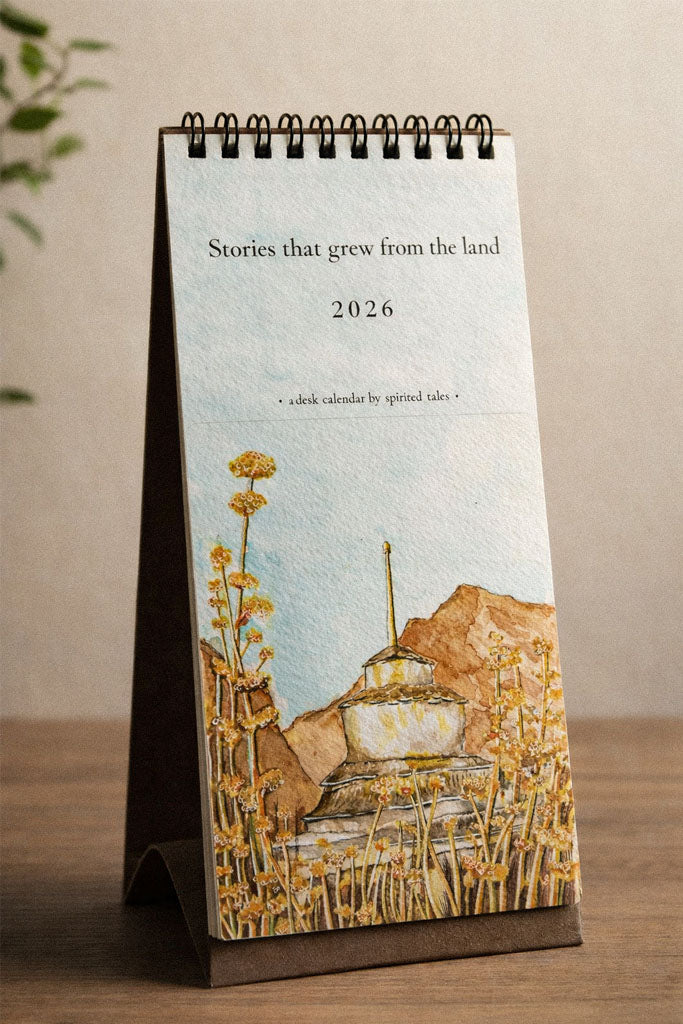 Stories that grew from the land
2026
• a desk calendar by spirited tales •